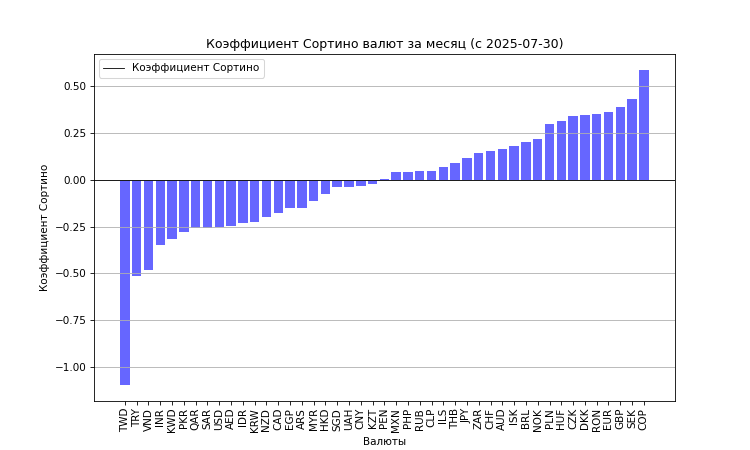 Коэффициент Сортино валют за месяц (с 2025-07-30)
Коэффициент Сортино
Коэффициент Сортино
0.50
0.25
0.00
−0.25
−0.50
−0.75
−1.00
TWD TRY VND INR KWD PKR QAR SAR USD AED IDR KRW NZD CAD EGP ARS MYR HKD SGD UAH CNY KZT PEN MXN PHP RUB CLP ILS THB JPY ZAR CHF AUD ISK BRL NOK PLN HUF CZK DKK RON EUR GBP SEK COP
Валюты